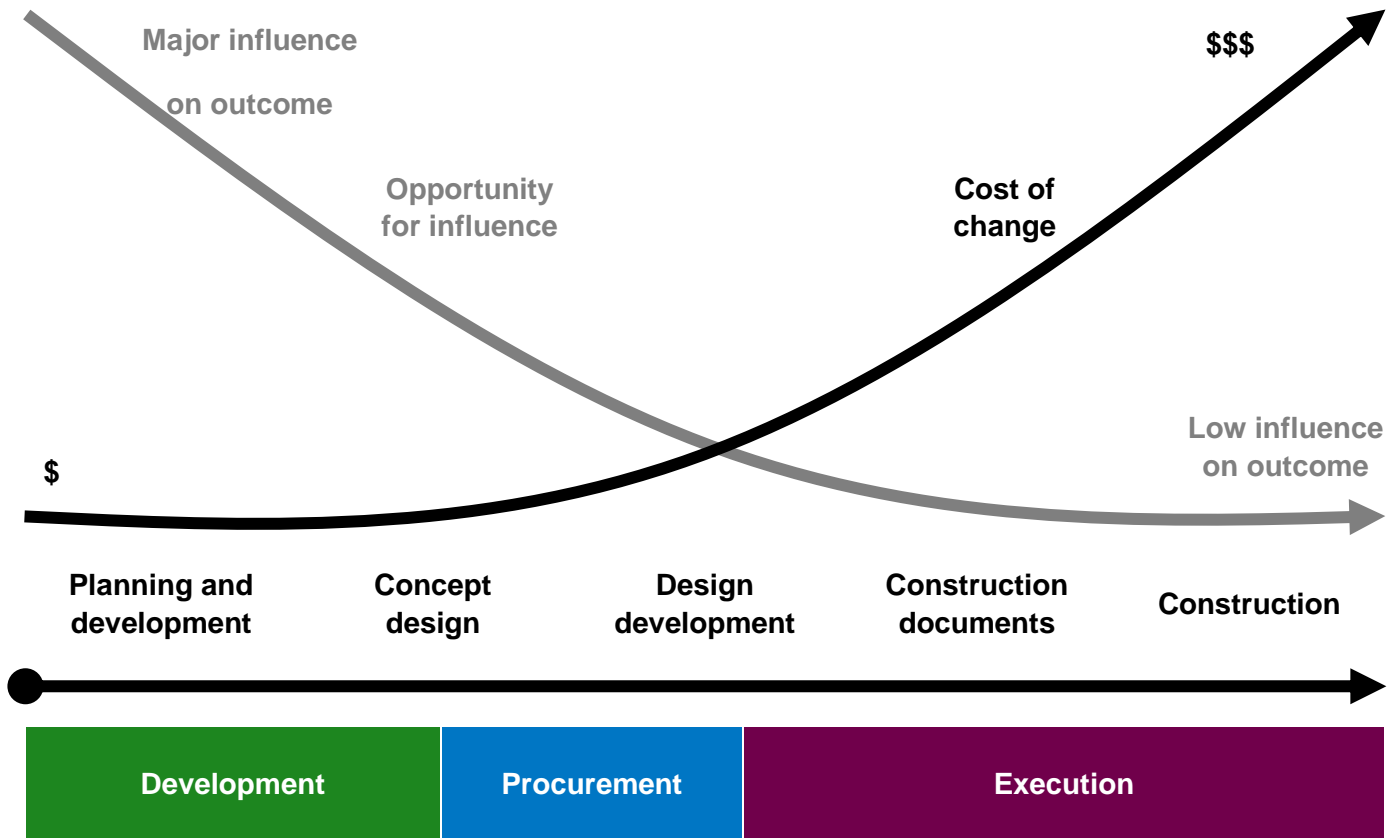 Major influence
on outcome
$$$
Opportunity
for influence
Cost of
change
Low influence
on outcome
$
Planning and
development
Concept
design
Design
development
Construction
documents
Construction
Development
Procurement
Execution